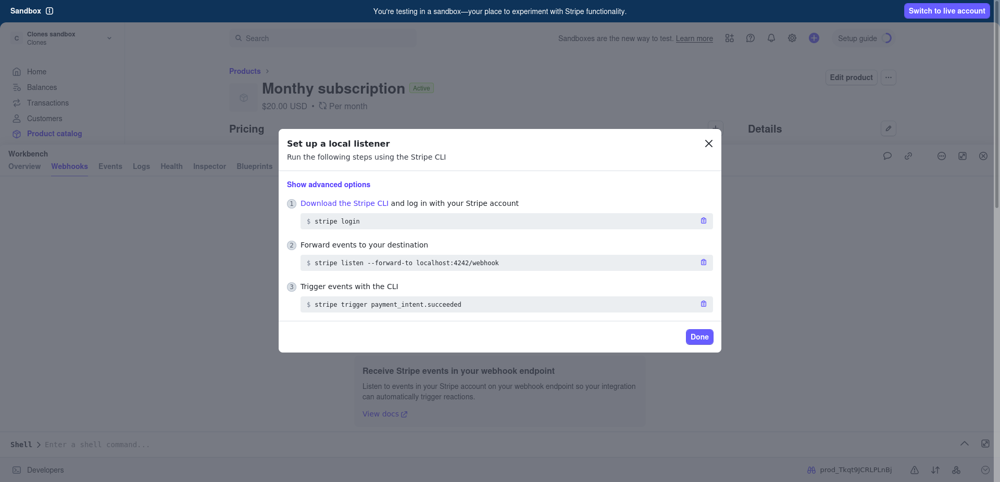 Sandbox
You're testing in a sandbox—your place to experiment with Stripe functionality.
Switch to live account
C
Clones sandbox
Clones
Search
Sandboxes are the new way to test. Learn more
Setup guide
Home
Balances
Transactions
Customers
Product catalog
Products
Monthy subscription
Active
$20.00 USD • Per month
Edit product
Pricing
Details
Workbench
Overview Webhooks Events Logs Health Inspector Blueprints
Set up a local listener
Run the following steps using the Stripe CLI
Show advanced options
1 Download the Stripe CLI and log in with your Stripe account
$ stripe login
2 Forward events to your destination
$ stripe listen --forward-to localhost:4242/webhook
3 Trigger events with the CLI
$ stripe trigger payment_intent.succeeded
Done
Receive Stripe events in your webhook endpoint
Listen to events in your Stripe account on your webhook endpoint so your integration
can automatically trigger reactions.
View docs
Shell Enter a shell command...
Developers
prod_Tkqt9JCRLPLnBj